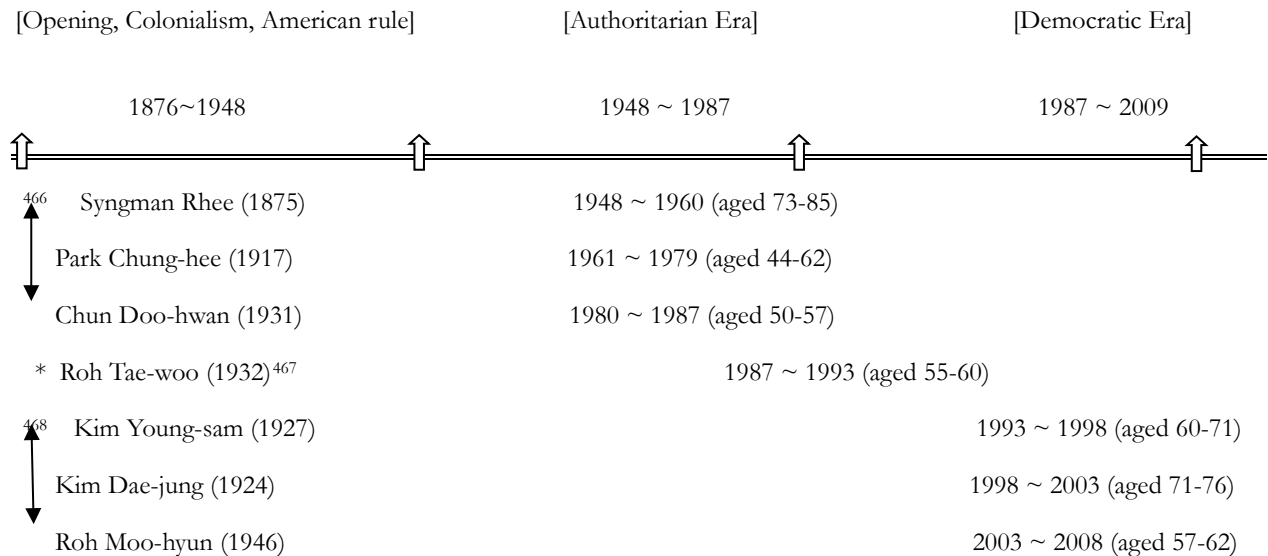 [Opening, Colonialism, American rule] [Authoritarian Era] [Democratic Era]
1876~1948 1948 ~ 1987 1987 ~ 2009
466 Syngman Rhee (1875) 1948 ~ 1960 (aged 73-85)
Park Chung-hee (1917) 1961 ~ 1979 (aged 44-62)
Chun Doo-hwan (1931) 1980 ~ 1987 (aged 50-57)
* Roh Tae-woo (1932)467 1987 ~ 1993 (aged 55-60)
468 Kim Young-sam (1927) 1993 ~ 1998 (aged 60-71)
Kim Dae-jung (1924) 1998 ~ 2003 (aged 71-76)
Roh Moo-hyun (1946) 2003 ~ 2008 (aged 57-62)